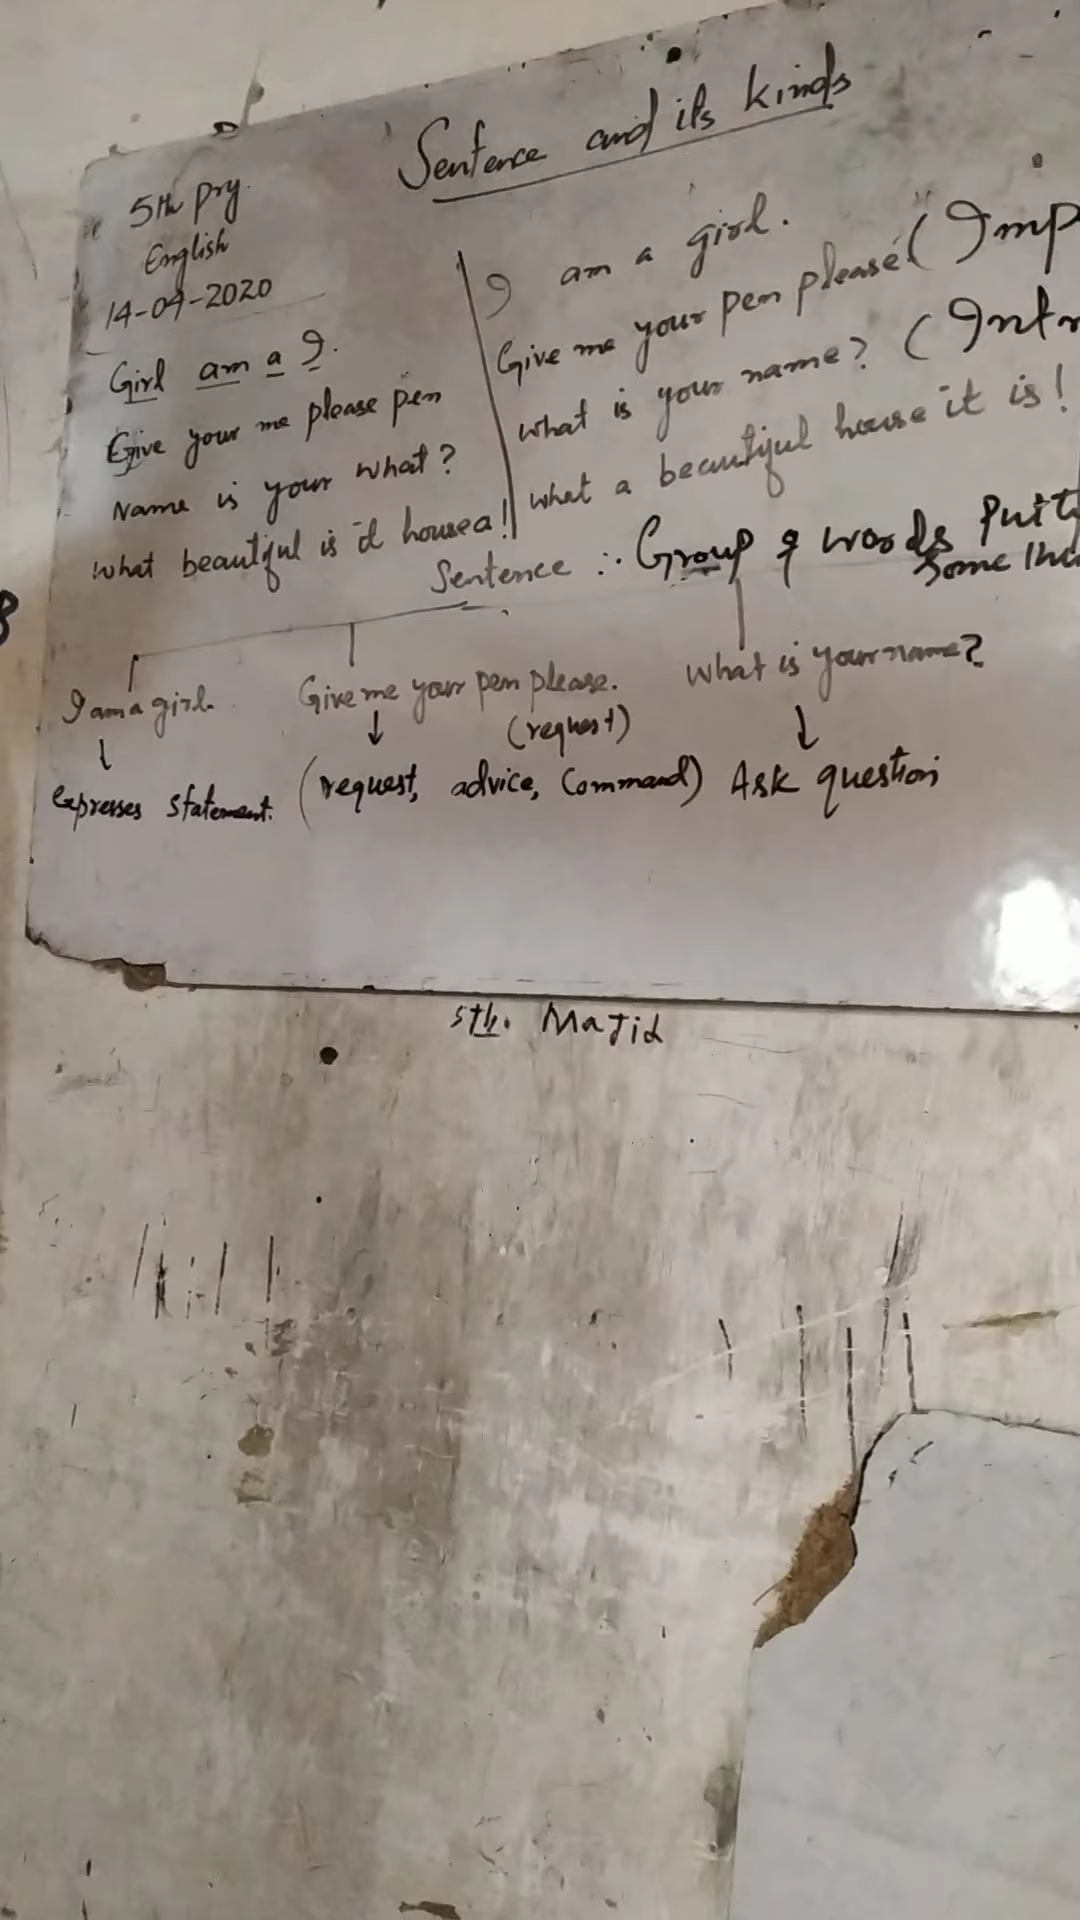 Sentence and its kinds
5th Pry
English
14-04-2020
Girl am a I.
Give your me please pen
Name is your what?
What beautiful is it house a!
I am a girl.
Give me your pen please. (Imp
What is your name? (Intr
What a beautiful house it is!
Sentence :. Group of words
Some
I am a girl. Give me your pen please. What is your name?
(request)
expresses statement. (request, advice, Command) Ask question
5th. Majid